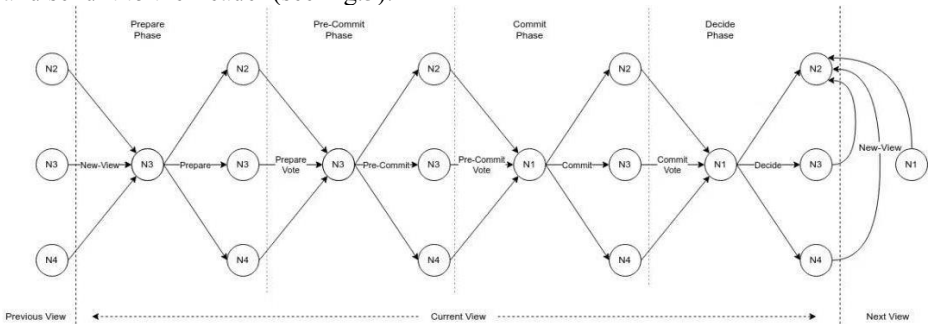 and send it to the leader (see Fig.3).
Prepare
Phase
Pre-Commit
Phase
Commit
Phase
Decide
Phase
N2 N2 N2 N2 N2
N3 New-View N3 Prepare N3 Prepare
Vote N3 Pre-Commit N3 Pre-Commit
Vote N1 Commit N3 Commit
Vote N1 Decide N3 New-View N1
N4 N4 N4 N4 N4
Previous View Current View Next View